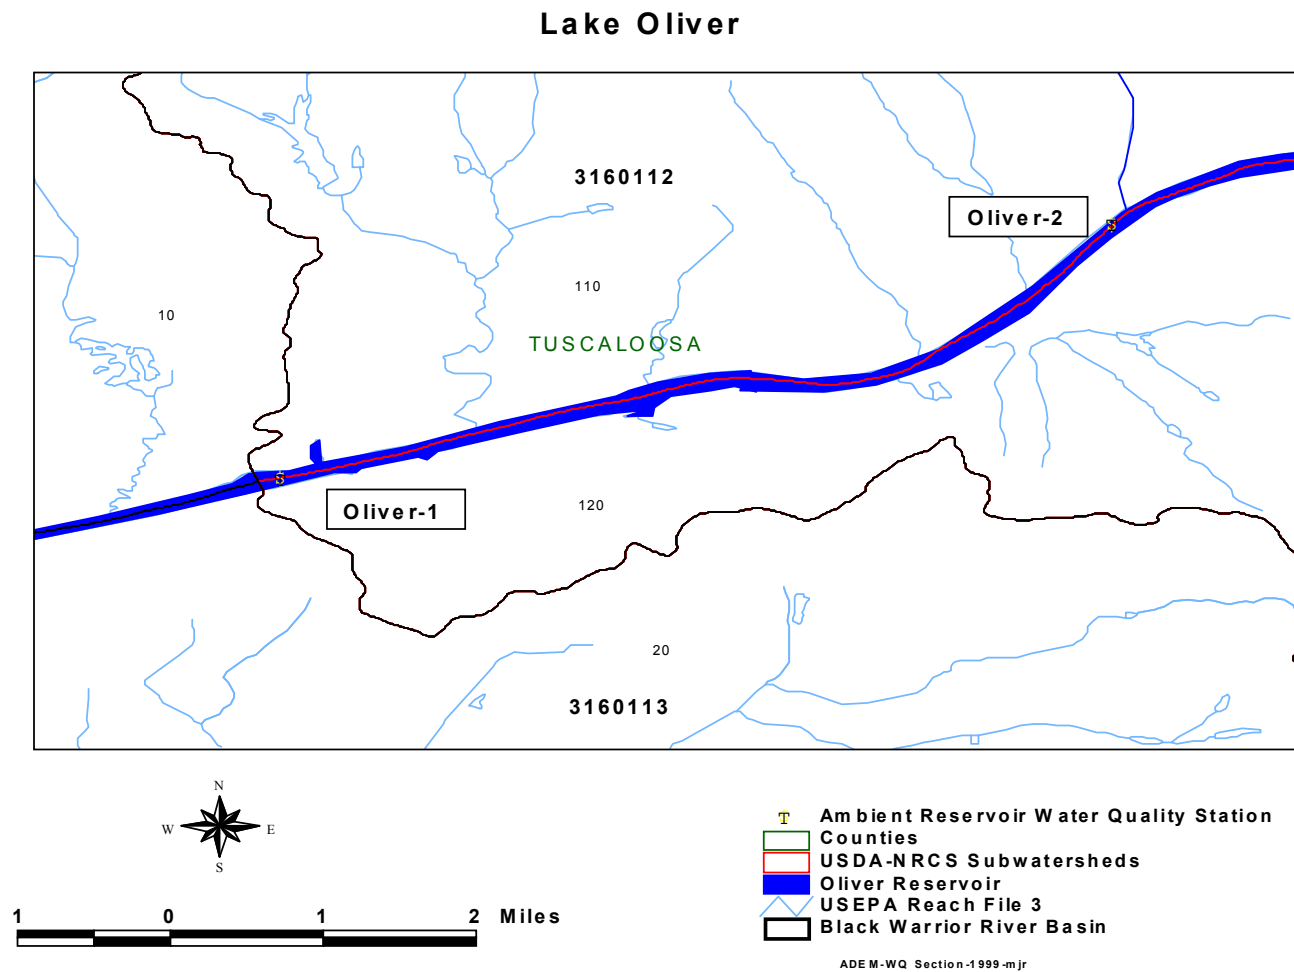 Lake Oliver
3160112
Oliver-2
110
10
TUSCALOOSA
Oliver-1
120
20
3160113
N
W E
S
1 0 1 2 Miles
Ambient Reservoir Water Quality Station
Counties
USDA-NRCS Subwatersheds
Oliver Reservoir
USEPA Reach File 3
Black Warrior River Basin
ADEM-WQ Section-1999-mjr